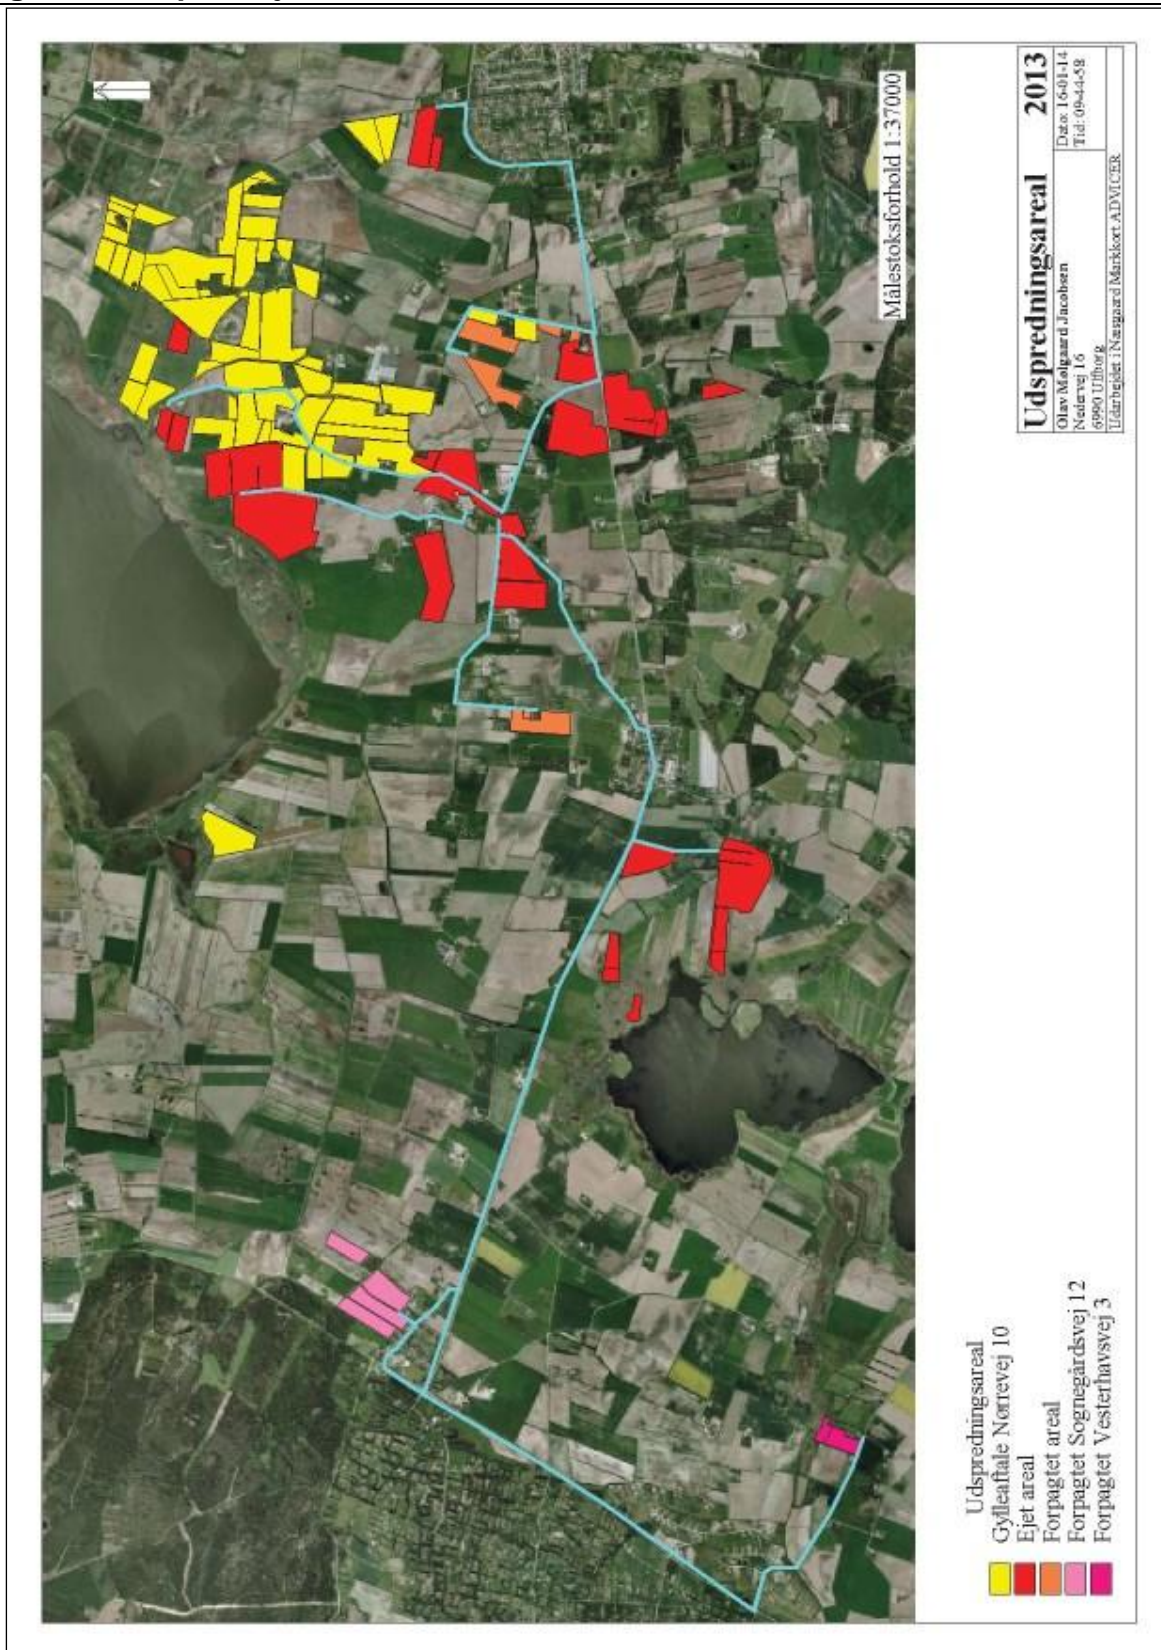 Målestoksforhold 1:37000
Udspredningsareal 2013
Olav Mølgaard Jacobsen
Nedervej 16
6990 Ulfborg
Dato: 16-01-14
Tid: 09-44-58
Udarbejdet i Næsgaard Markkort ADVICER
Udspredningsareal
Gylleaftale Nørrevej 10
Ejet areal
Forpagtet areal
Forpagtet Sognegårdsvej 12
Forpagtet Vesterhavsvej 3